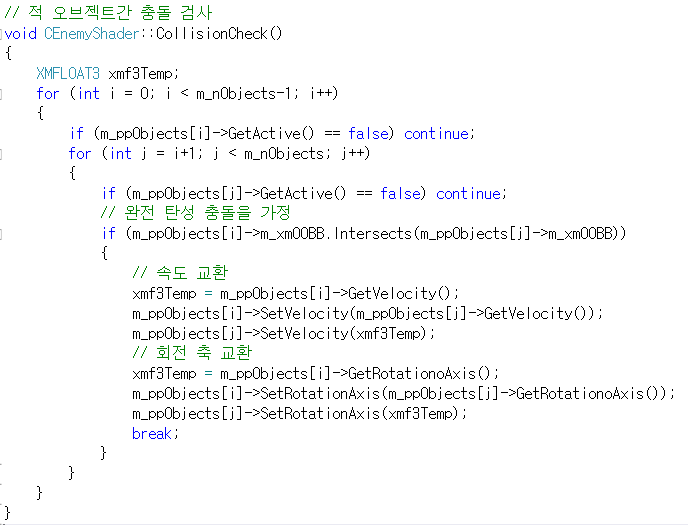 // 적 오브젝트간 충돌 검사
void CEnemyShader::CollisionCheck()
{
    XMFLOAT3 xmf3Temp;
    for (int i = 0; i < m_nObjects-1; i++)
    {
        if (m_ppObjects[i]->GetActive() == false) continue;
        for (int j = i+1; j < m_nObjects; j++)
        {
            if (m_ppObjects[j]->GetActive() == false) continue;
            // 완전 탄성 충돌을 가정
            if (m_ppObjects[i]->m_xmOOBB.Intersects(m_ppObjects[j]->m_xmOOBB))
            {
                // 속도 교환
                xmf3Temp = m_ppObjects[i]->GetVelocity();
                m_ppObjects[i]->SetVelocity(m_ppObjects[j]->GetVelocity());
                m_ppObjects[j]->SetVelocity(xmf3Temp);
                // 회전 축 교환
                xmf3Temp = m_ppObjects[i]->GetRotationoAxis();
                m_ppObjects[i]->SetRotationAxis(m_ppObjects[j]->GetRotationoAxis());
                m_ppObjects[j]->SetRotationAxis(xmf3Temp);
                break;
            }
        }
    }
}